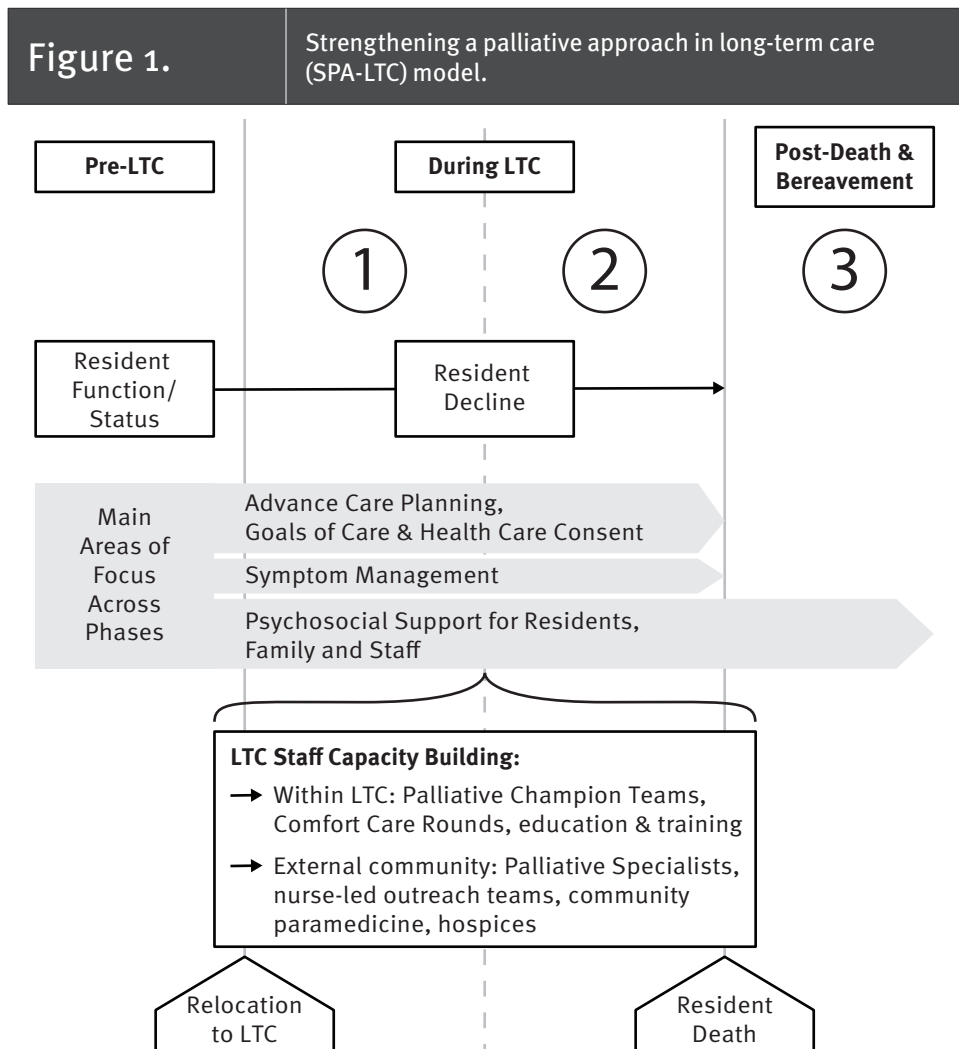 Figure 1.
Strengthening a palliative approach in long-term care
(SPA-LTC) model.
Pre-LTC
During LTC
Post-Death &
Bereavement
1
2
3
Resident
Function/
Status
Resident
Decline
Main
Areas of
Focus
Across
Phases
Advance Care Planning,
Goals of Care & Health Care Consent
Symptom Management
Psychosocial Support for Residents,
Family and Staff
LTC Staff Capacity Building:
→ Within LTC: Palliative Champion Teams,
Comfort Care Rounds, education & training
→ External community: Palliative Specialists,
nurse-led outreach teams, community
paramedicine, hospices
Relocation
to LTC
Resident
Death